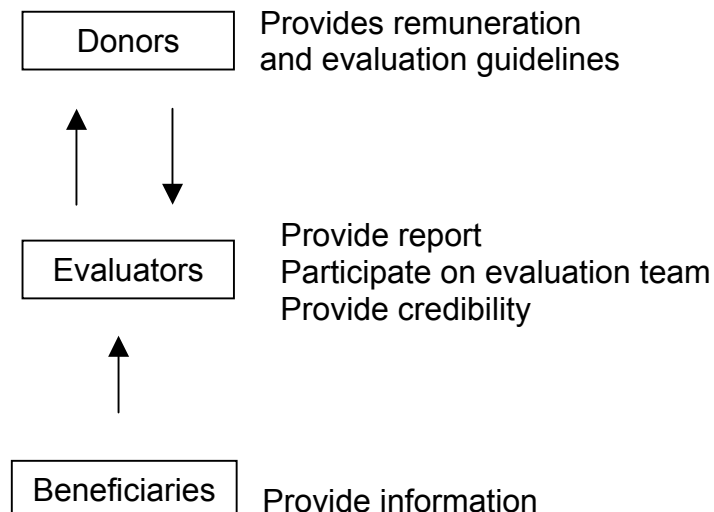 Donors
Provides remuneration
and evaluation guidelines
Evaluators
Provide report
Participate on evaluation team
Provide credibility
Beneficiaries
Provide information